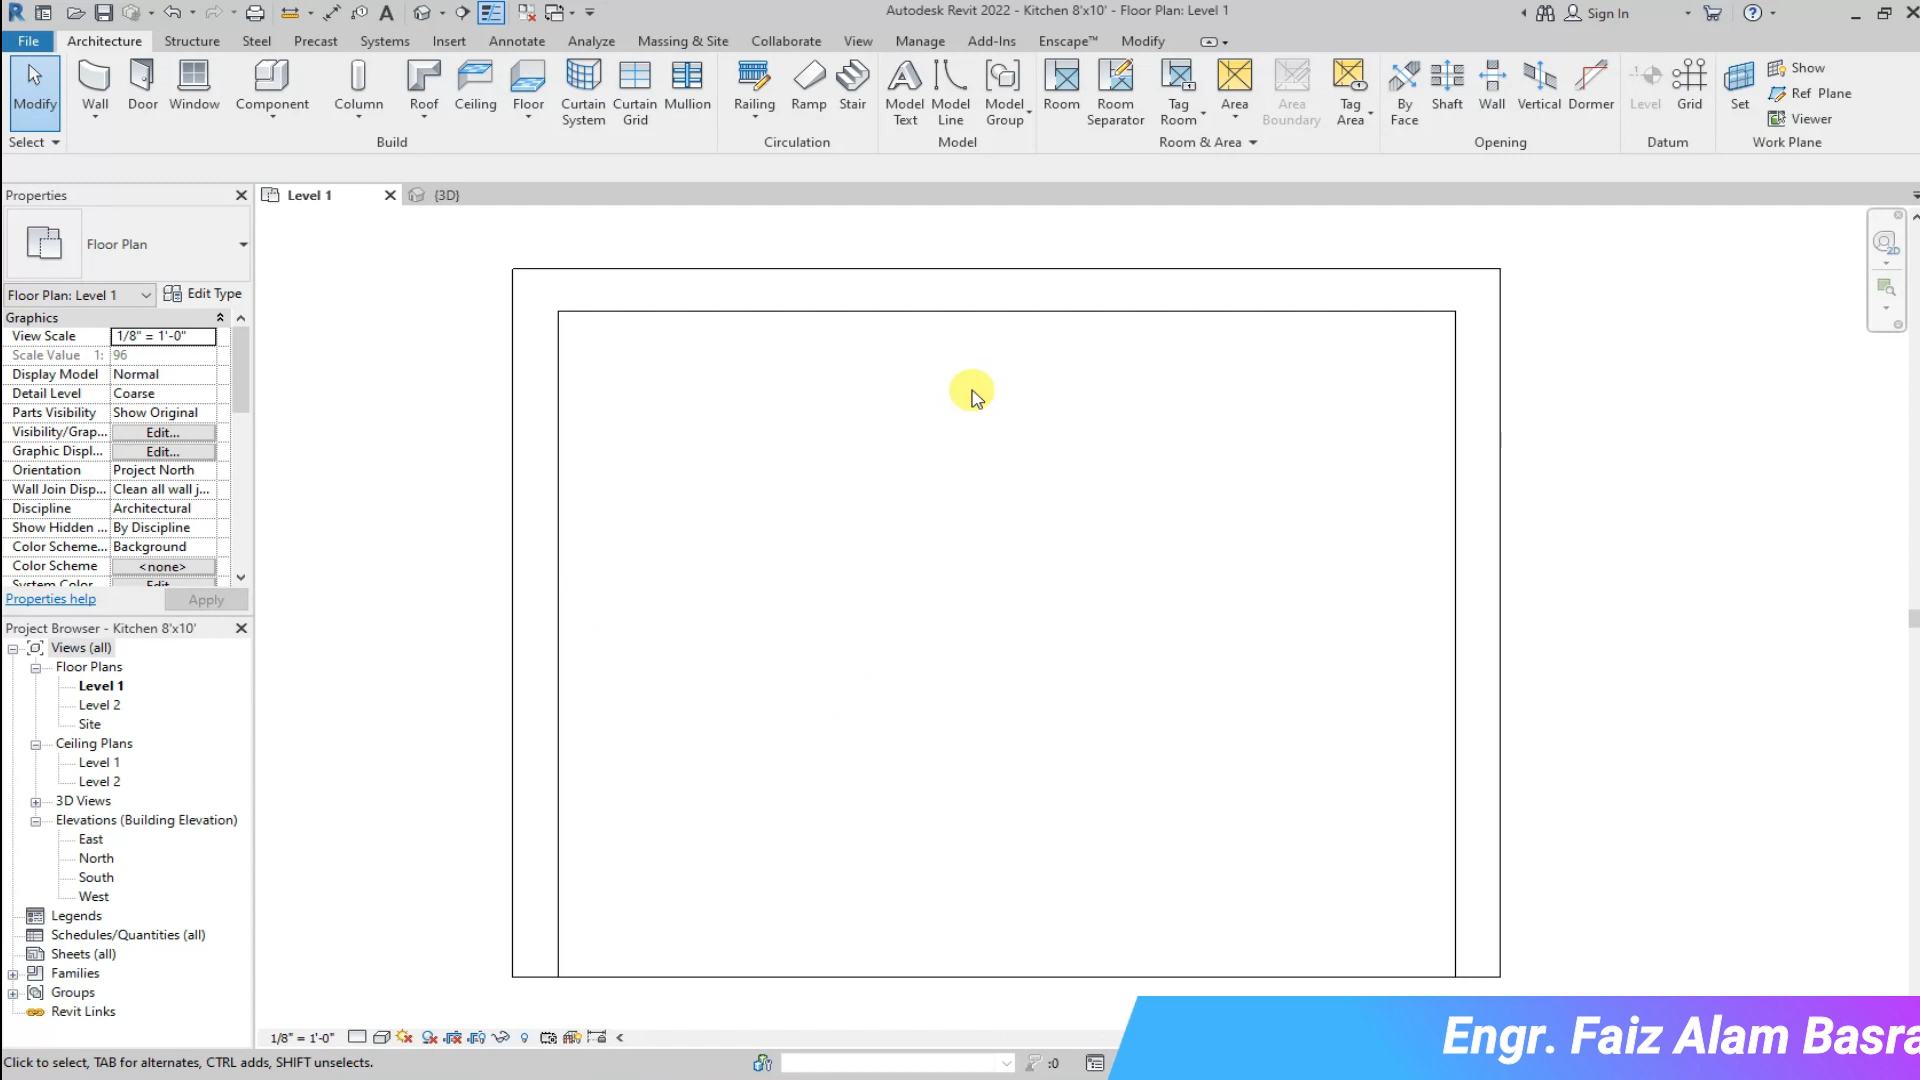 Autodesk Revit 2022 - Kitchen 8'x10' - Floor Plan: Level 1
Sign In
File Architecture Structure Steel Precast Systems Insert Annotate Analyze Massing & Site Collaborate View Manage Add-Ins Enscape™ Modify
Modify Wall Door Window Component Column Roof Ceiling Floor Curtain System Curtain Grid Mullion Railing Ramp Stair Model Text Model Line Model Group Room Room Separator Tag Room Area Area Boundary Tag Area By Face Shaft Wall Vertical Dormer Level Grid Set
Show
Ref Plane
Viewer
Select Build Circulation Model Room & Area Opening Datum Work Plane
Properties
Level 1 {3D}
Floor Plan
Floor Plan: Level 1 Edit Type
Graphics
View Scale 1/8" = 1'-0"
Scale Value 1: 96
Display Model Normal
Detail Level Coarse
Parts Visibility Show Original
Visibility/Grap... Edit...
Graphic Displ... Edit...
Orientation Project North
Wall Join Disp... Clean all wall j...
Discipline Architectural
Show Hidden ... By Discipline
Color Scheme... Background
Color Scheme <none>
System Color Edit
Properties help Apply
Project Browser - Kitchen 8'x10'
Views (all)
Floor Plans
Level 1
Level 2
Site
Ceiling Plans
Level 1
Level 2
3D Views
Elevations (Building Elevation)
East
North
South
West
Legends
Schedules/Quantities (all)
Sheets (all)
Families
Groups
Revit Links
2D
1/8" = 1'-0"
Click to select, TAB for alternates, CTRL adds, SHIFT unselects.
:0
Engr. Faiz Alam Basra